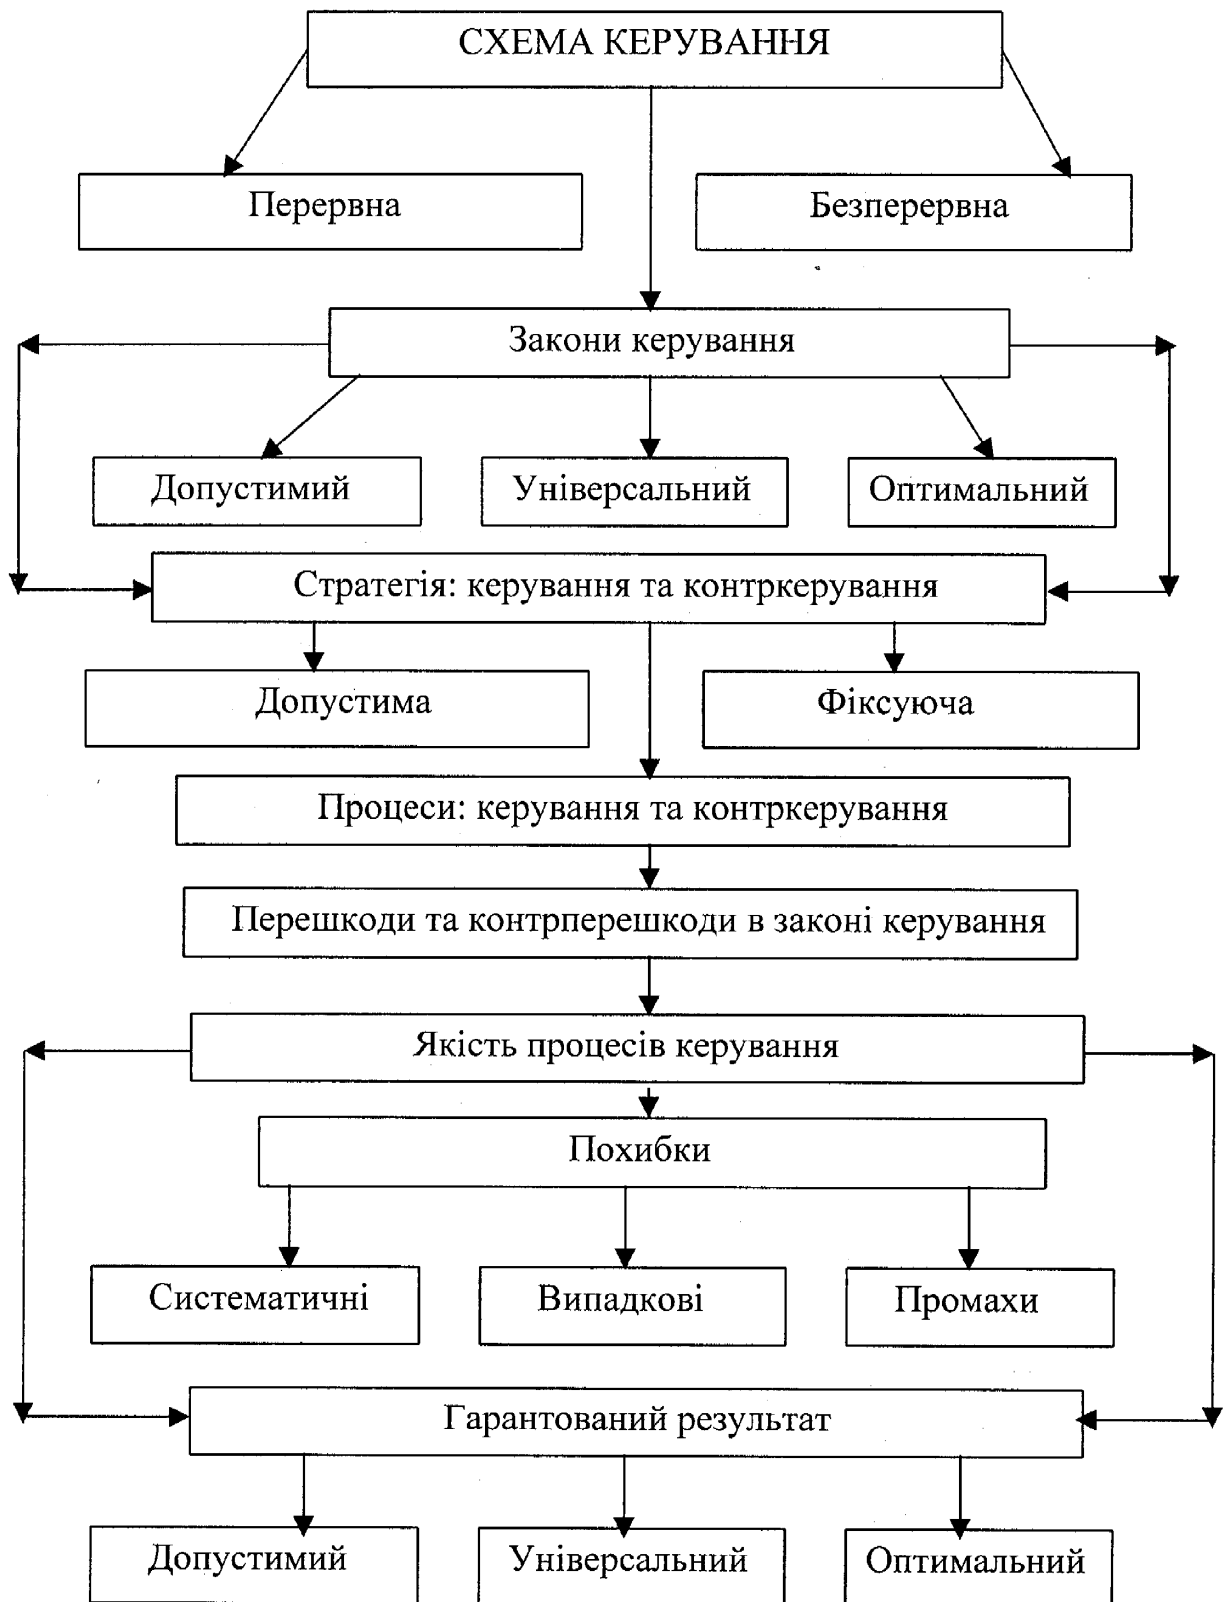 СХЕМА КЕРУВАННЯ
Перервна
Безперервна
Закони керування
Допустимий
Універсальний
Оптимальний
Стратегія: керування та контркерування
Допустима
Фіксуюча
Процеси: керування та контркерування
Перешкоди та контрперешкоди в законі керування
Якість процесів керування
Похибки
Систематичні
Випадкові
Промахи
Гарантований результат
Допустимий
Універсальний
Оптимальний